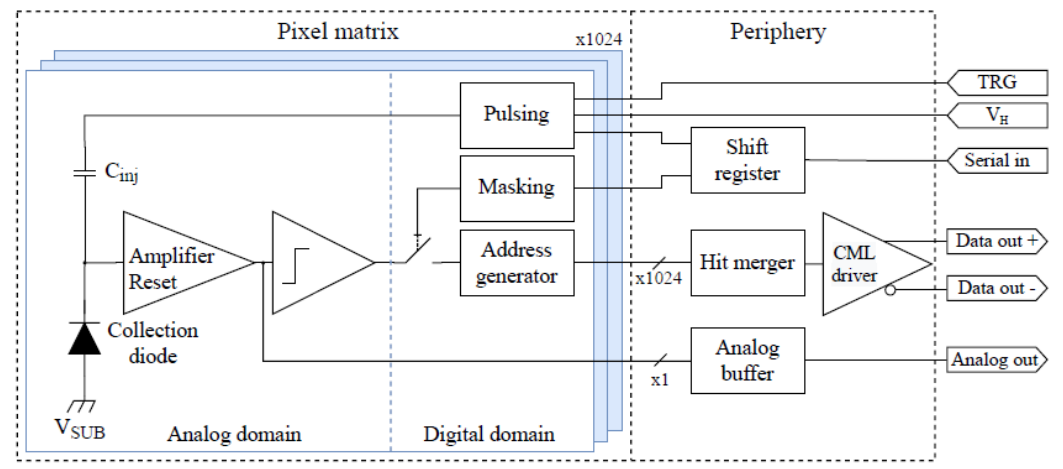 Pixel matrix
Periphery
x1024
Pulsing
TRG
V_H
Shift
register
Serial in
C_inj
Masking
Amplifier
Reset
Address
generator
x1024
Hit merger
CML
driver
Data out +
Data out -
Collection
diode
x1
Analog
buffer
Analog out
V_SUB
Analog domain
Digital domain